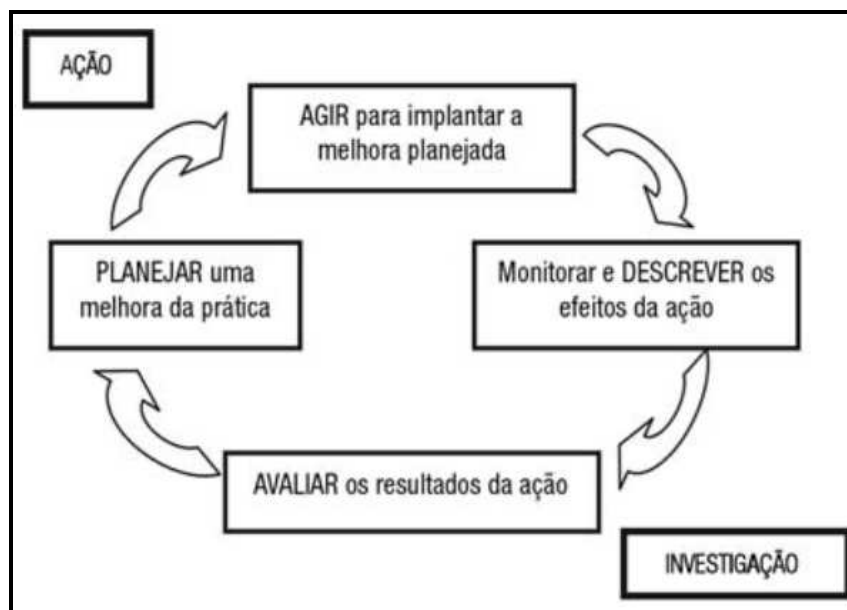 AÇÃO
AGIR para implantar a
melhora planejada
PLANEJAR uma
melhora da prática
Monitorar e DESCREVER os
efeitos da ação
AVALIAR os resultados da ação
INVESTIGAÇÃO